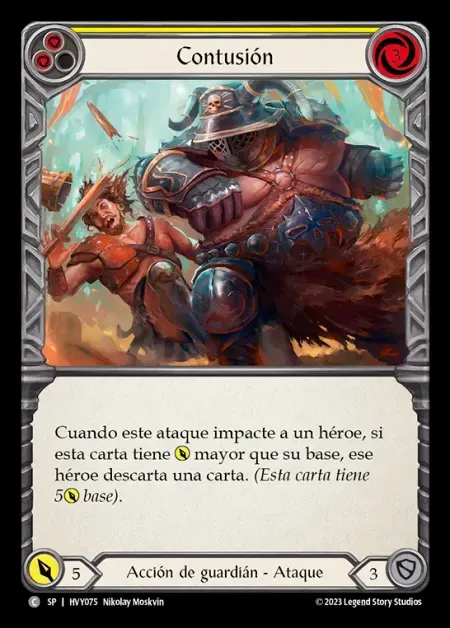 Contusión
3
Cuando este ataque impacte a un héroe, si
esta carta tiene mayor que su base, ese
héroe descarta una carta. (Esta carta tiene
5 base).
5
Acción de guardián - Ataque
3
C SP | HVY075 Nikolay Moskvin
© 2023 Legend Story Studios